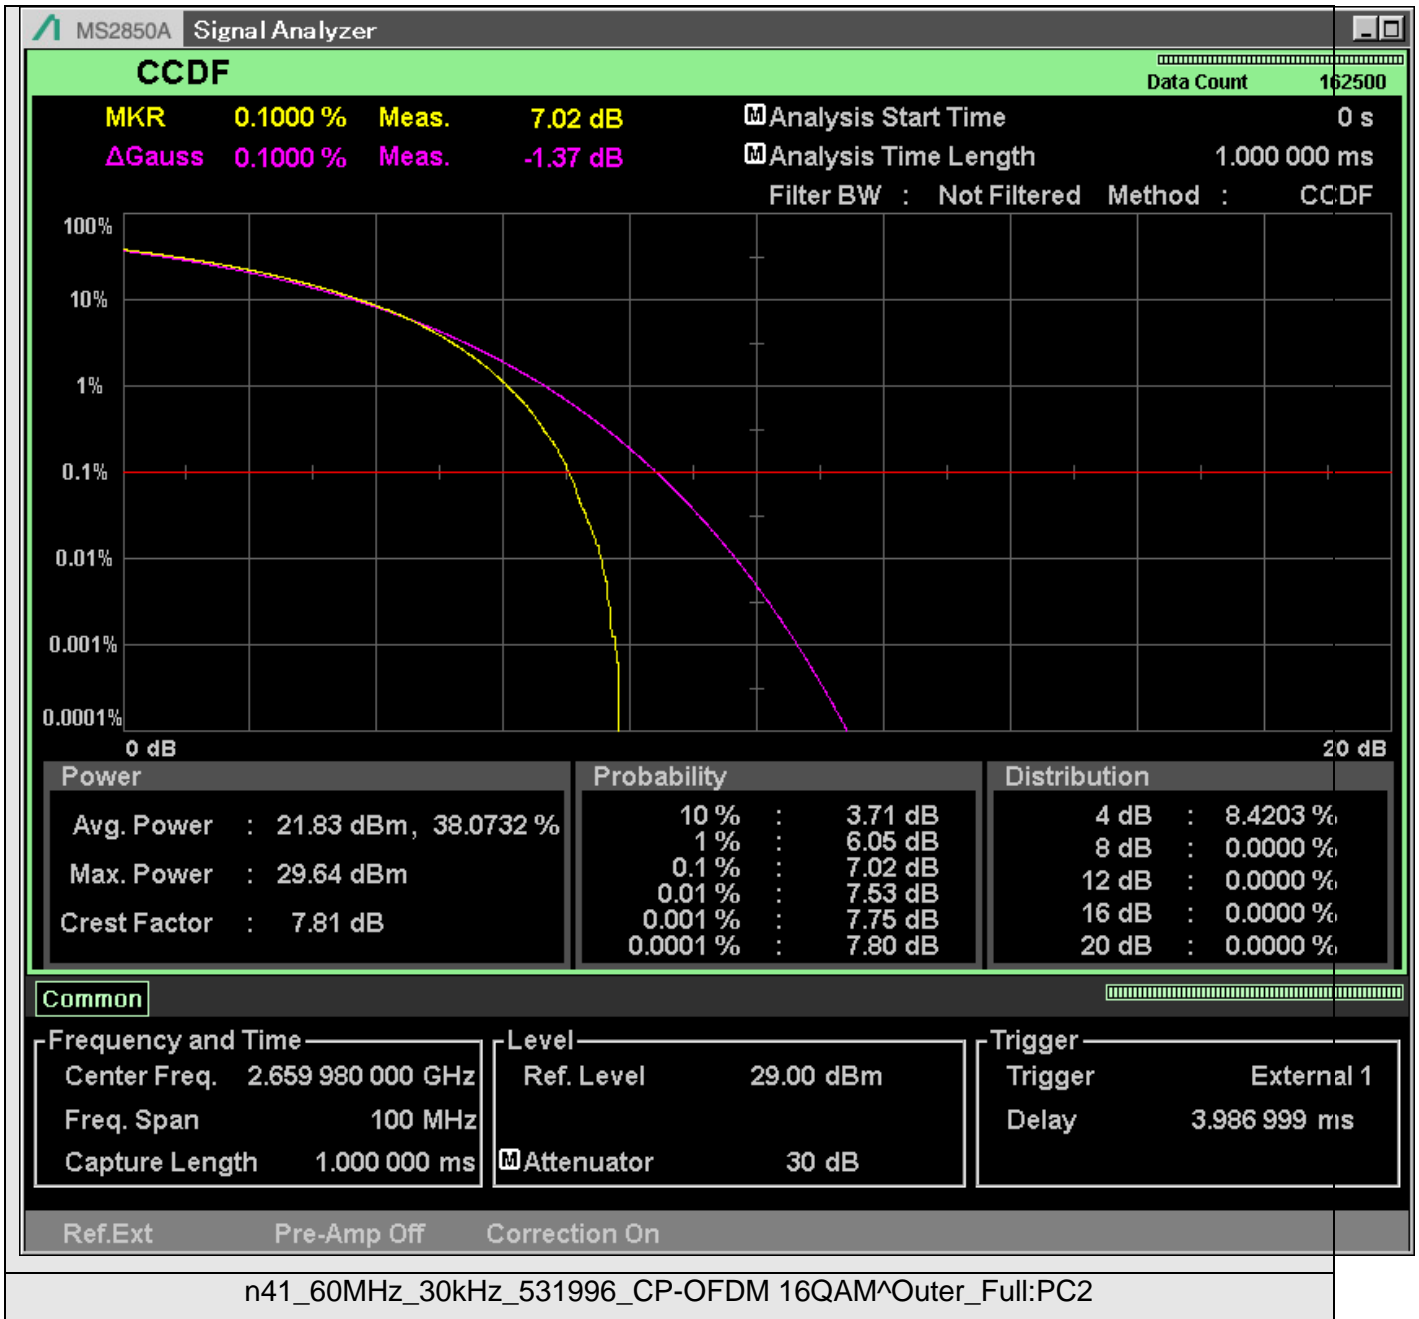 MS2850A Signal Analyzer
CCDF
Data Count 162500
MKR 0.1000 % Meas. 7.02 dB
ΔGauss 0.1000 % Meas. -1.37 dB
M Analysis Start Time 0 s
M Analysis Time Length 1.000 000 ms
Filter BW : Not Filtered Method : CCDF
100%
10%
1%
0.1%
0.01%
0.001%
0.0001%
0 dB 20 dB
Power
Avg. Power : 21.83 dBm, 38.0732 %
Max. Power : 29.64 dBm
Crest Factor : 7.81 dB
Probability
10 % : 3.71 dB
1 % : 6.05 dB
0.1 % : 7.02 dB
0.01 % : 7.53 dB
0.001 % : 7.75 dB
0.0001 % : 7.80 dB
Distribution
4 dB : 8.4203 %
8 dB : 0.0000 %
12 dB : 0.0000 %
16 dB : 0.0000 %
20 dB : 0.0000 %
Common
Frequency and Time
Center Freq. 2.659 980 000 GHz
Freq. Span 100 MHz
Capture Length 1.000 000 ms
Level
Ref. Level 29.00 dBm
M Attenuator 30 dB
Trigger
Trigger External 1
Delay 3.986 999 ms
Ref.Ext Pre-Amp Off Correction On
n41_60MHz_30kHz_531996_CP-OFDM 16QAM^Outer_Full:PC2